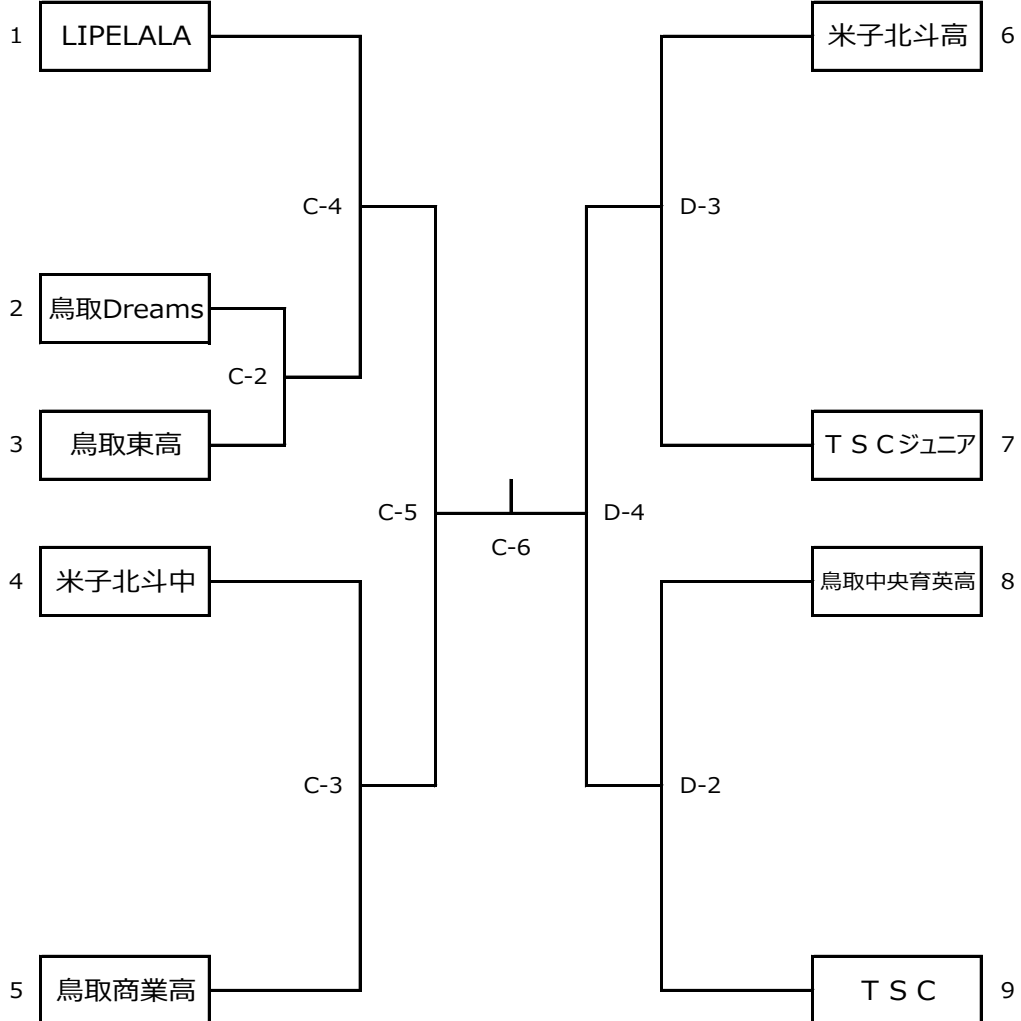 1 LIPELALA
米子北斗高 6
C-4
D-3
2 鳥取Dreams
C-2
3 鳥取東高
ＴＳＣジュニア 7
C-5
D-4
C-6
4 米子北斗中
鳥取中央育英高 8
C-3
D-2
5 鳥取商業高
ＴＳＣ 9